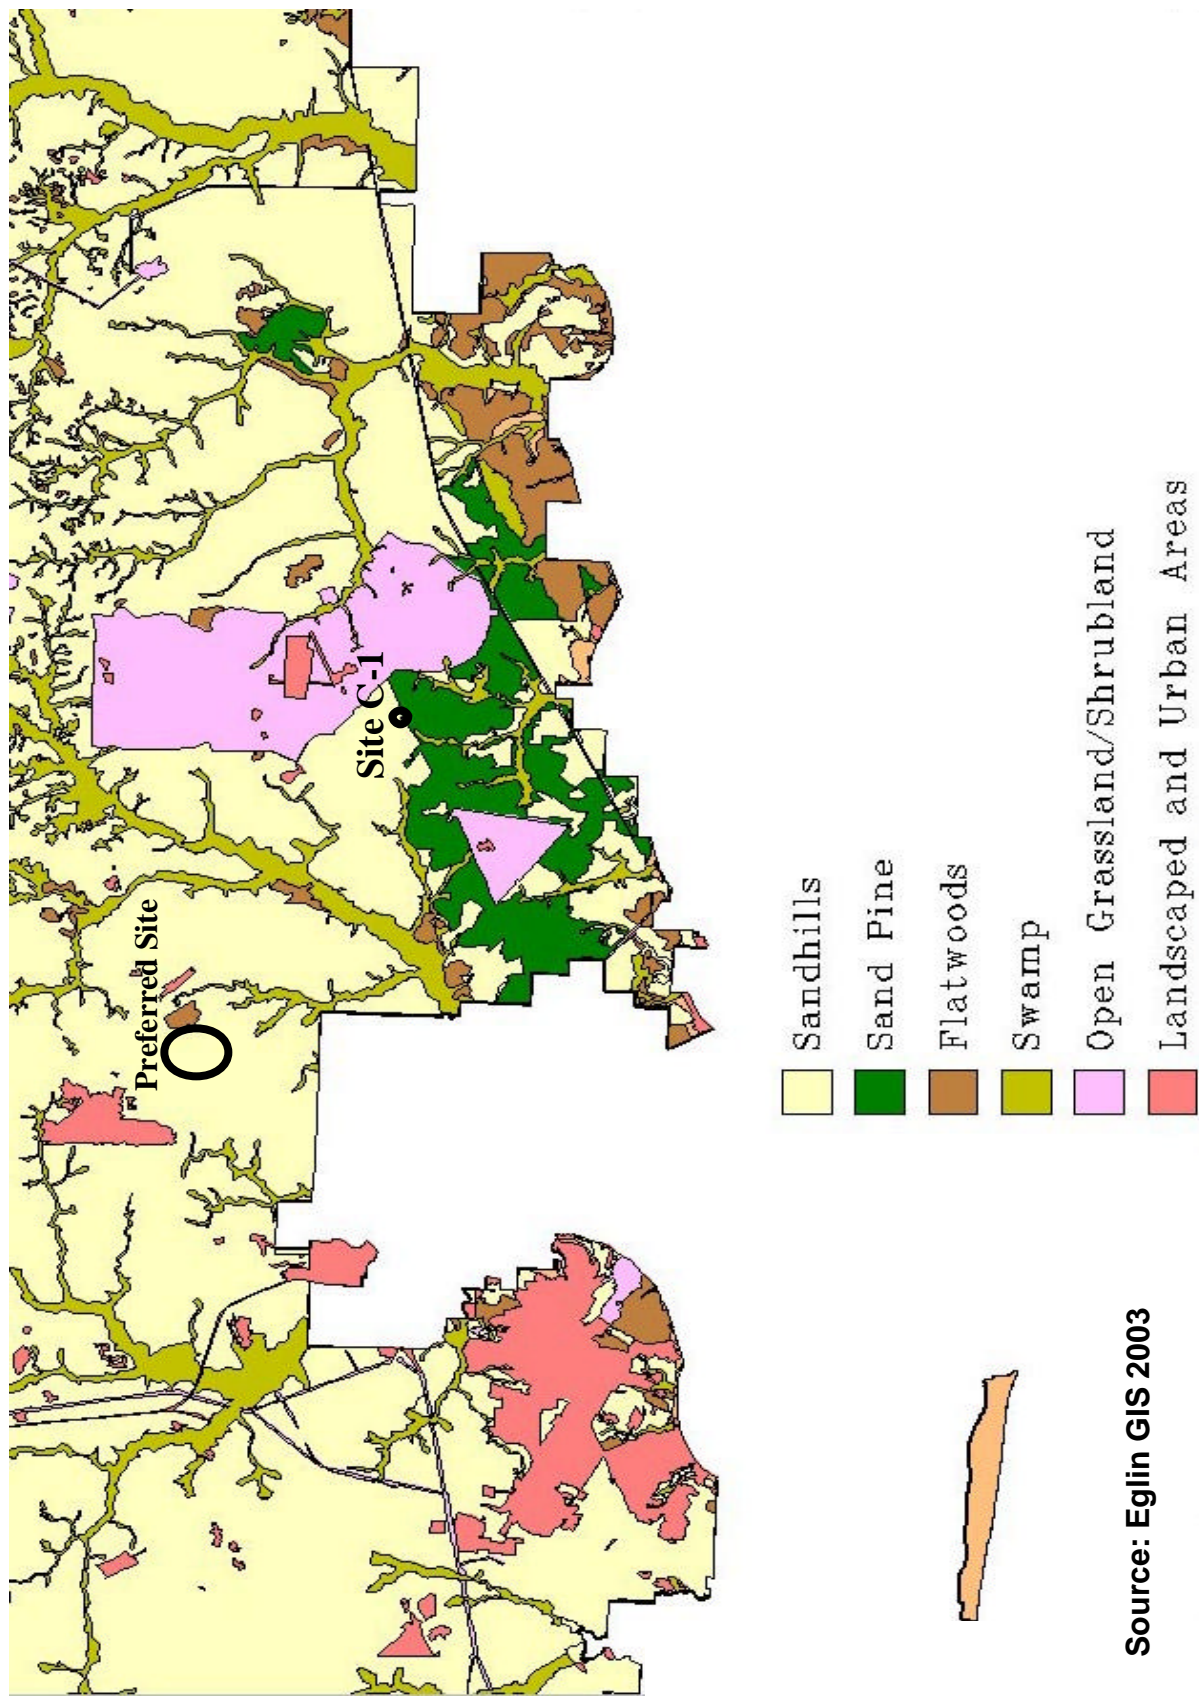 Preferred Site
Site C-1
Sandhills
Sand Pine
Flatwoods
Swamp
Open Grassland/Shrubland
Landscaped and Urban Areas
Source: Eglin GIS 2003